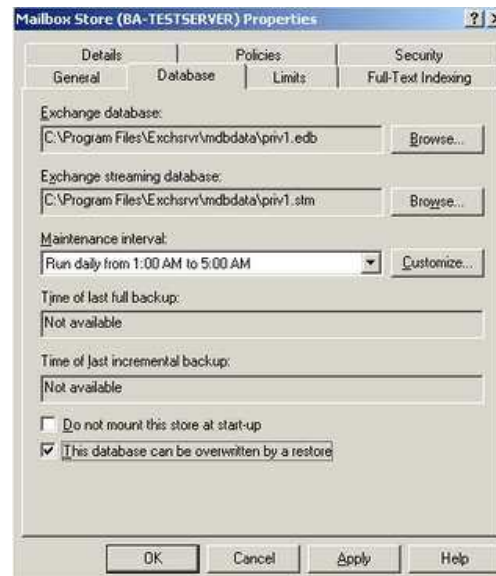 Mailbox Store (BA-TESTSERVER) Properties
Details Policies Security
General Database Limits Full-Text Indexing
Exchange database:
C:\Program Files\Exchsrvr\mdbdata\priv1.edb Browse...
Exchange streaming database:
C:\Program Files\Exchsrvr\mdbdata\priv1.stm Browse...
Maintenance interval:
Run daily from 1:00 AM to 5:00 AM Customize...
Time of last full backup:
Not available
Time of last incremental backup:
Not available
Do not mount this store at start-up
This database can be overwritten by a restore
OK Cancel Apply Help